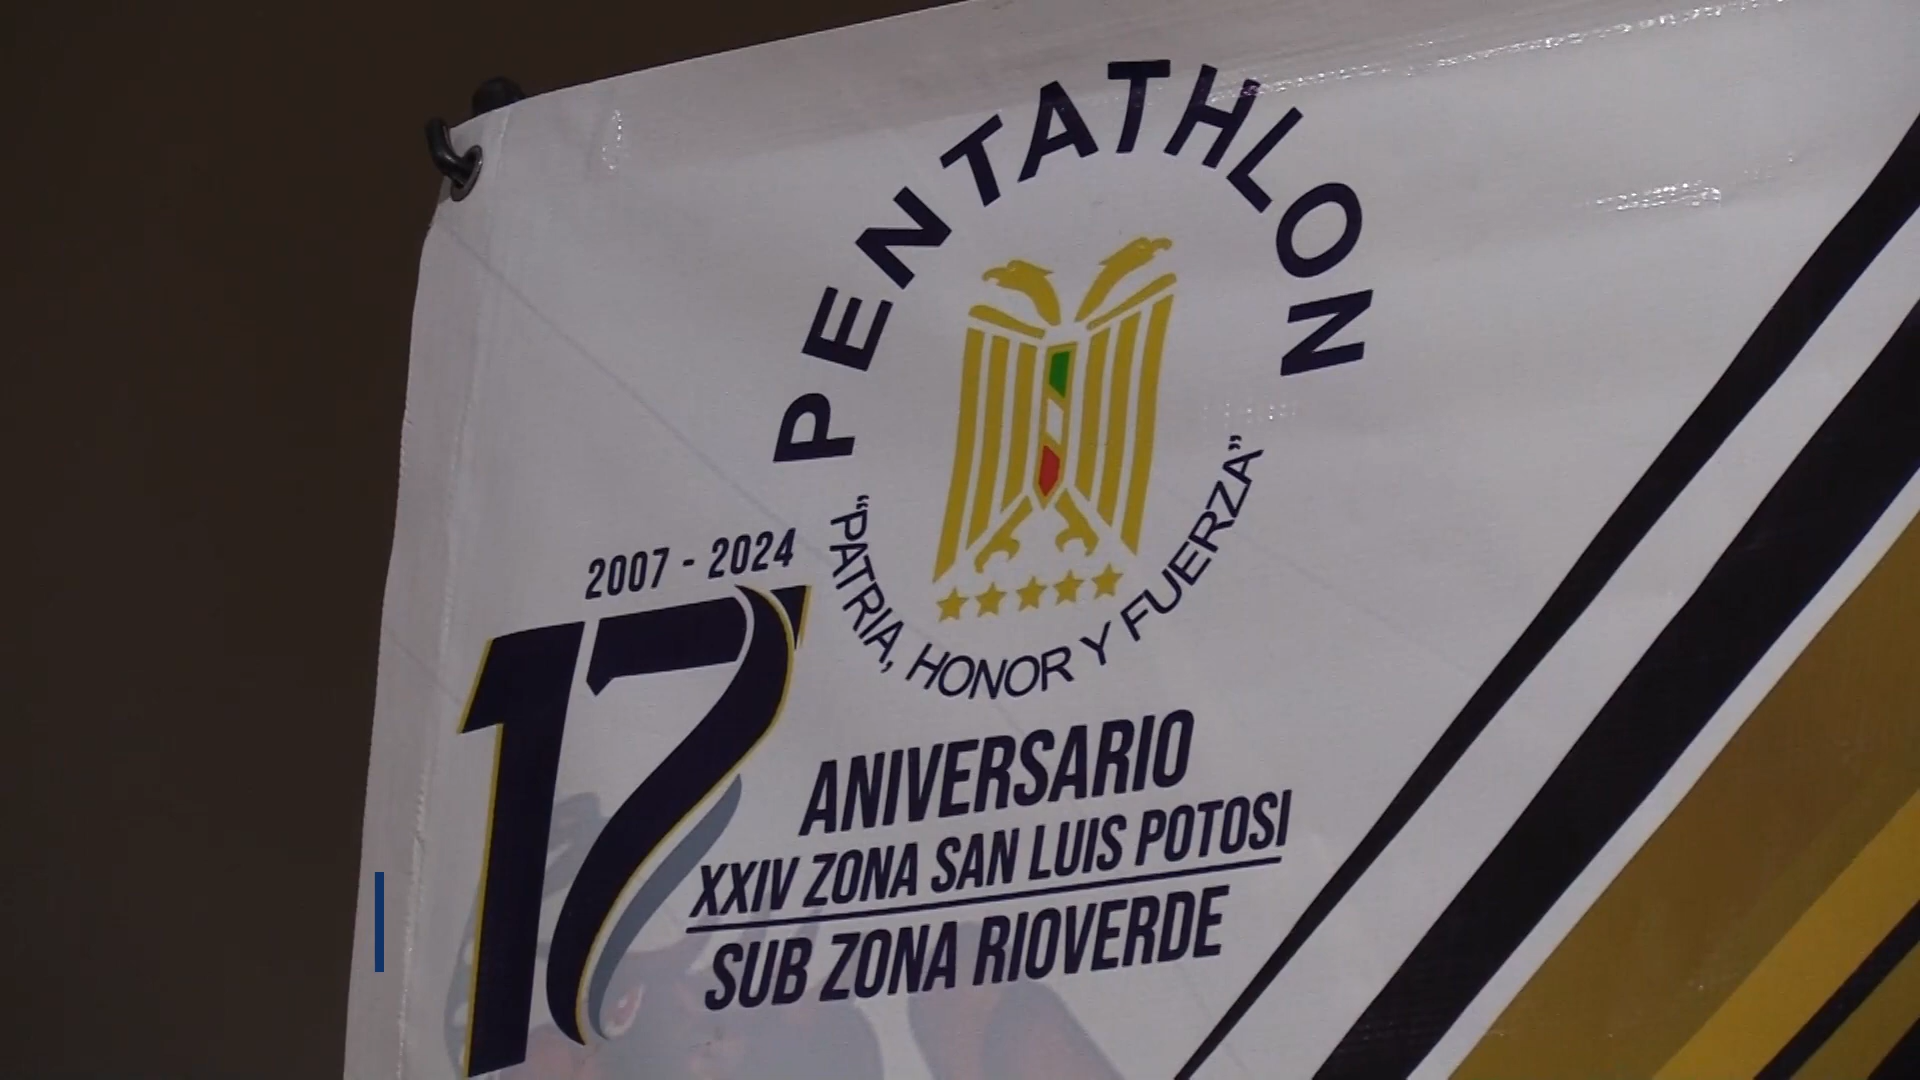 PENTATHLON
"PATRIA, HONOR Y FUERZA"
2007 - 2024
17
ANIVERSARIO
XXIV ZONA SAN LUIS POTOSI
SUB ZONA RIOVERDE